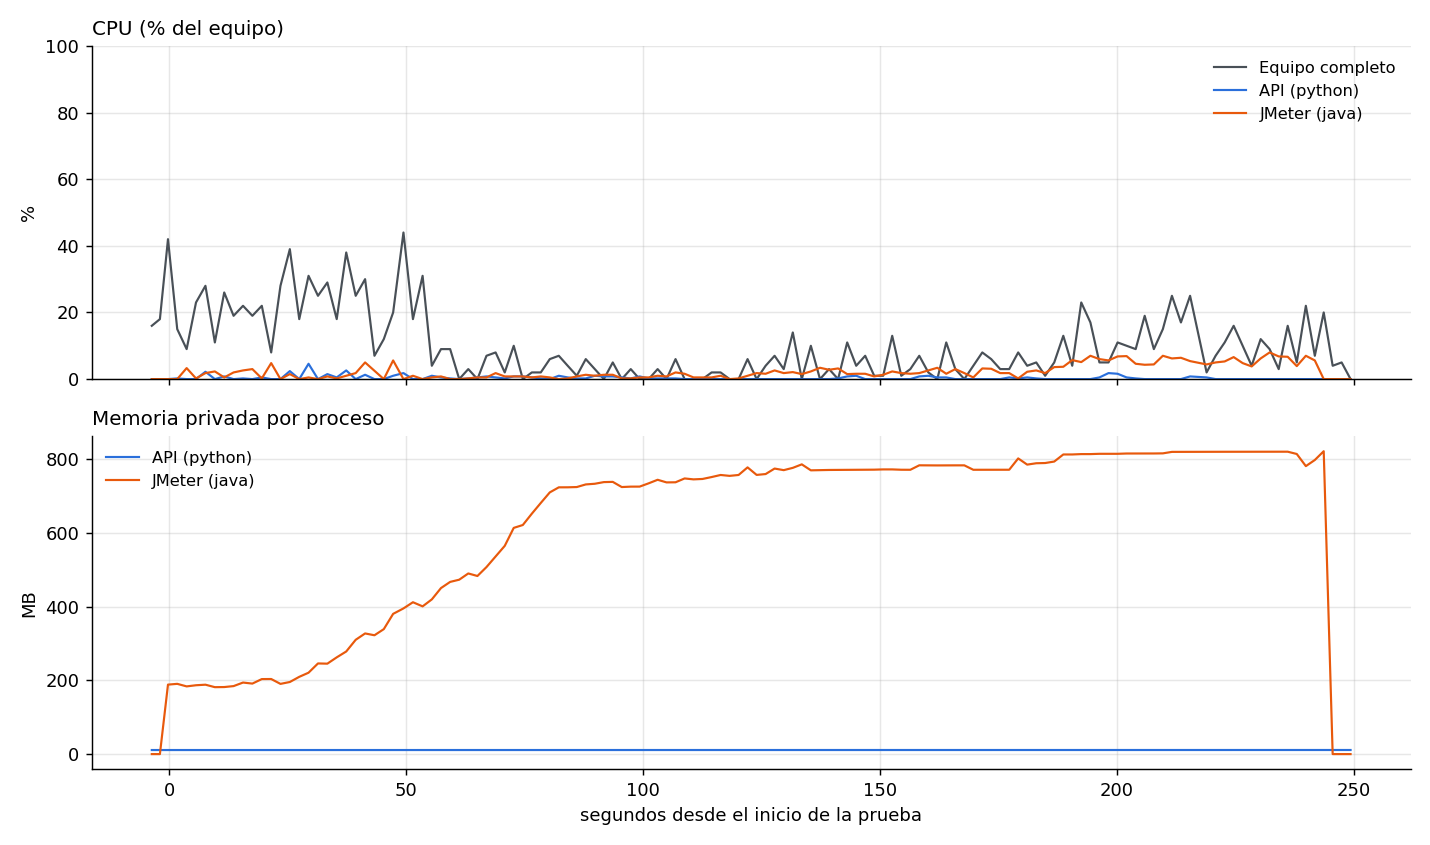 CPU (% del equipo)
100
80
60
40
20
0
%
Equipo completo
API (python)
JMeter (java)
Memoria privada por proceso
800
600
400
200
0
MB
API (python)
JMeter (java)
0 50 100 150 200 250
segundos desde el inicio de la prueba